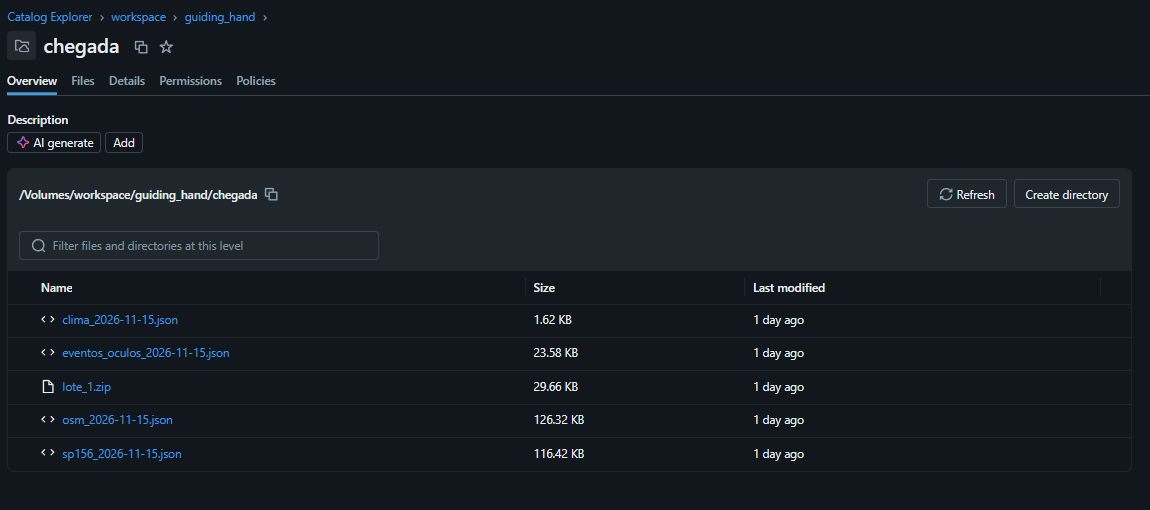 Catalog Explorer › workspace › guiding_hand ›
chegada
Overview Files Details Permissions Policies
Description
AI generate Add
/Volumes/workspace/guiding_hand/chegada Refresh Create directory
Filter files and directories at this level
Name Size Last modified
clima_2026-11-15.json 1.62 KB 1 day ago
eventos_oculos_2026-11-15.json 23.58 KB 1 day ago
lote_1.zip 29.66 KB 1 day ago
osm_2026-11-15.json 126.32 KB 1 day ago
sp156_2026-11-15.json 116.42 KB 1 day ago